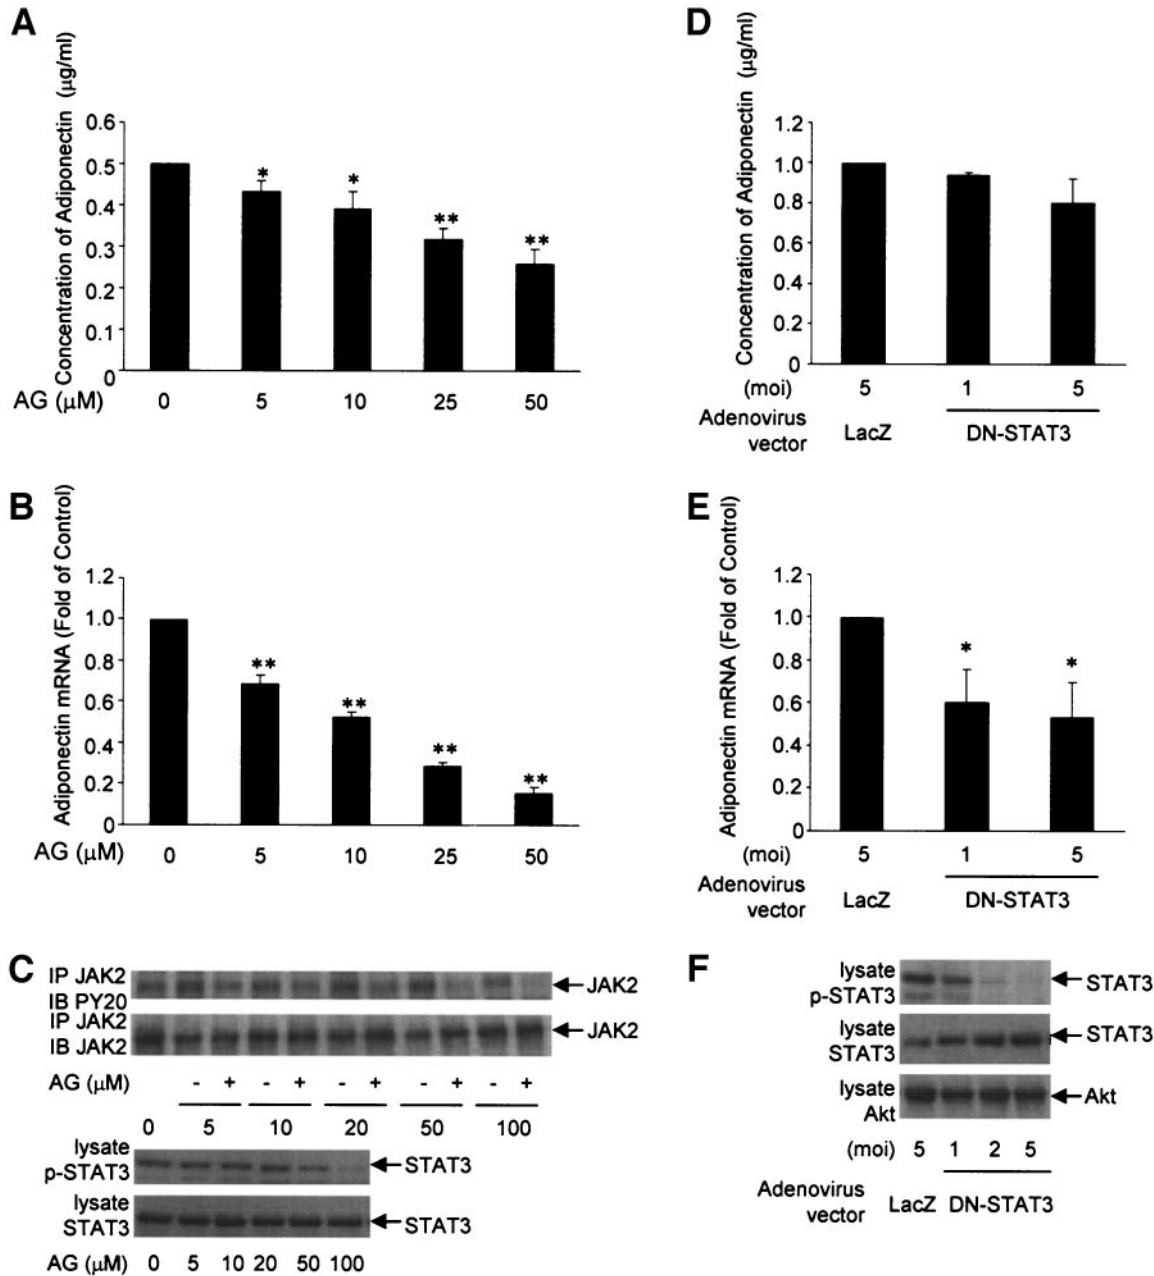 A
Concentration of Adiponectin (µg/ml)
0.6
0.5
0.4
0.3
0.2
0.1
0
*
*
**
**
AG (µM) 0 5 10 25 50
B
Adiponectin mRNA (Fold of Control)
1.2
1.0
0.8
0.6
0.4
0.2
0
**
**
**
**
AG (µM) 0 5 10 25 50
C
IP JAK2
IB PY20
JAK2
IP JAK2
IB JAK2
JAK2
AG (µM) - + - + - + - + - +
0 5 10 20 50 100
lysate
p-STAT3
STAT3
lysate
STAT3
STAT3
AG (µM) 0 5 10 20 50 100
D
Concentration of Adiponectin (µg/ml)
1.2
1.0
0.8
0.6
0.4
0.2
0
(moi) 5 1 5
Adenovirus
vector
LacZ DN-STAT3
E
Adiponectin mRNA (Fold of Control)
1.2
1.0
0.8
0.6
0.4
0.2
0
*
*
(moi) 5 1 5
Adenovirus
vector
LacZ DN-STAT3
F
lysate
p-STAT3
STAT3
lysate
STAT3
STAT3
lysate
Akt
Akt
(moi) 5 1 2 5
Adenovirus
vector
LacZ DN-STAT3